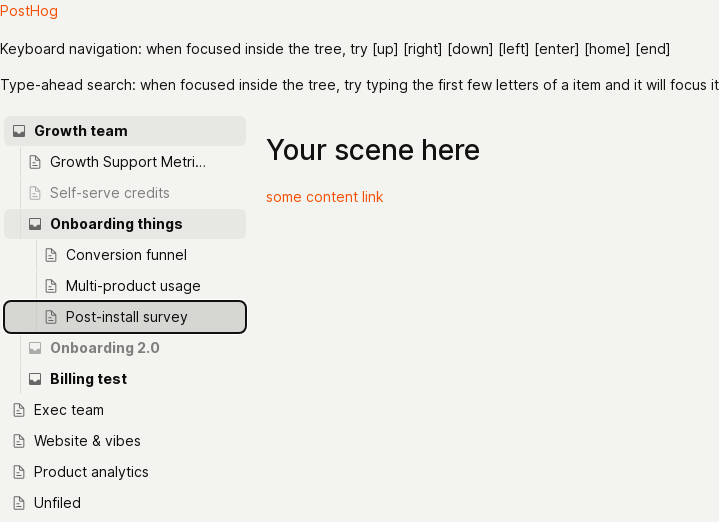 PostHog
Keyboard navigation: when focused inside the tree, try [up] [right] [down] [left] [enter] [home] [end]
Type-ahead search: when focused inside the tree, try typing the first few letters of a item and it will focus it
Growth team
Growth Support Metri...
Self-serve credits
Onboarding things
Conversion funnel
Multi-product usage
Post-install survey
Onboarding 2.0
Billing test
Exec team
Website & vibes
Product analytics
Unfiled
Your scene here
some content link